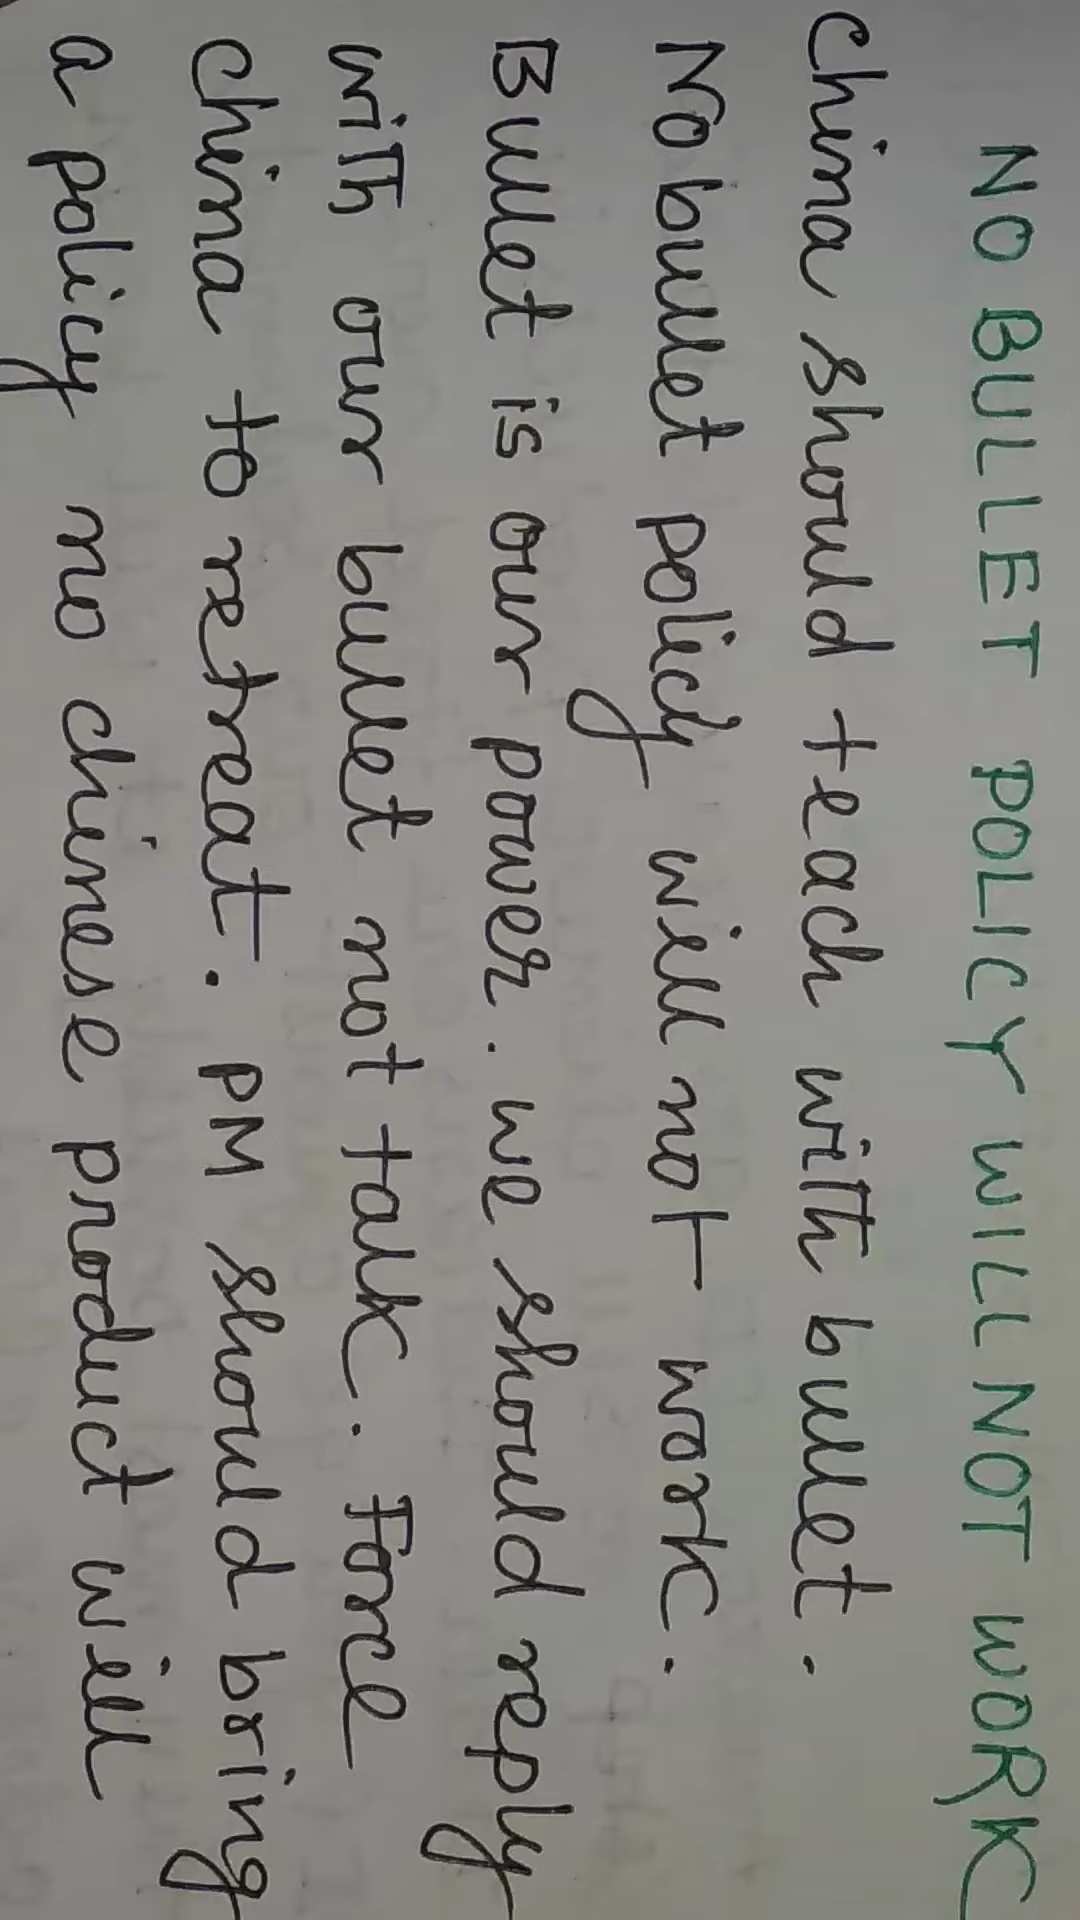 NO BULLET POLICY WILL NOT WORK
China should teach with bullet.
No bullet policy will not work.
Bullet is our power. we should reply
with our bullet not talk. Force
China to retreat. PM should bring
a policy no chinese product will